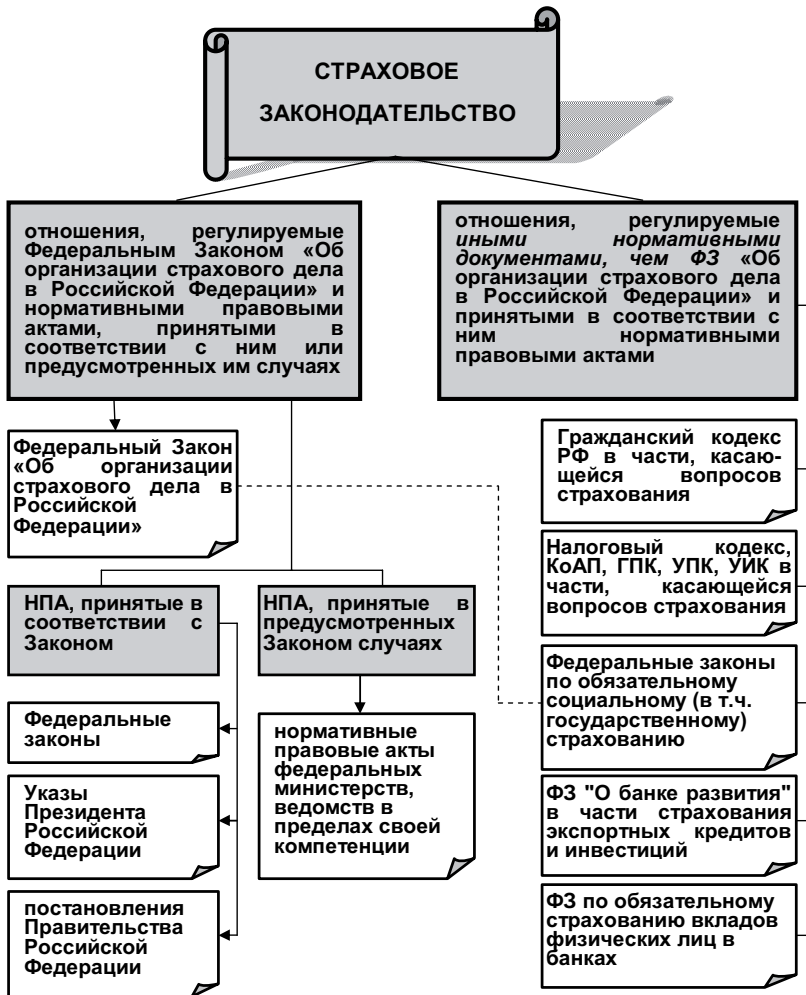 СТРАХОВОЕ
ЗАКОНОДАТЕЛЬСТВО
отношения, регулируемые
Федеральным Законом «Об
организации страхового дела
в Российской Федерации» и
нормативными правовыми
актами, принятыми в
соответствии с ним или
предусмотренных им случаях
отношения, регулируемые
иными нормативными
документами, чем ФЗ «Об
организации страхового дела
в Российской Федерации» и
принятыми в соответствии с
ним нормативными
правовыми актами
Федеральный Закон
«Об организации
страхового дела в
Российской
Федерации»
Гражданский кодекс
РФ в части, касаю-
щейся вопросов
страхования
Налоговый кодекс,
КоАП, ГПК, УПК, УИК в
части, касающейся
вопросов страхования
НПА, принятые в
соответствии с
Законом
НПА, принятые в
предусмотренных
Законом случаях
Федеральные законы
по обязательному
социальному (в т.ч.
государственному)
страхованию
Федеральные
законы
нормативные
правовые акты
федеральных
министерств,
ведомств в
пределах своей
компетенции
Указы
Президента
Российской
Федерации
ФЗ "О банке развития"
в части страхования
экспортных кредитов
и инвестиций
постановления
Правительства
Российской
Федерации
ФЗ по обязательному
страхованию вкладов
физических лиц в
банках